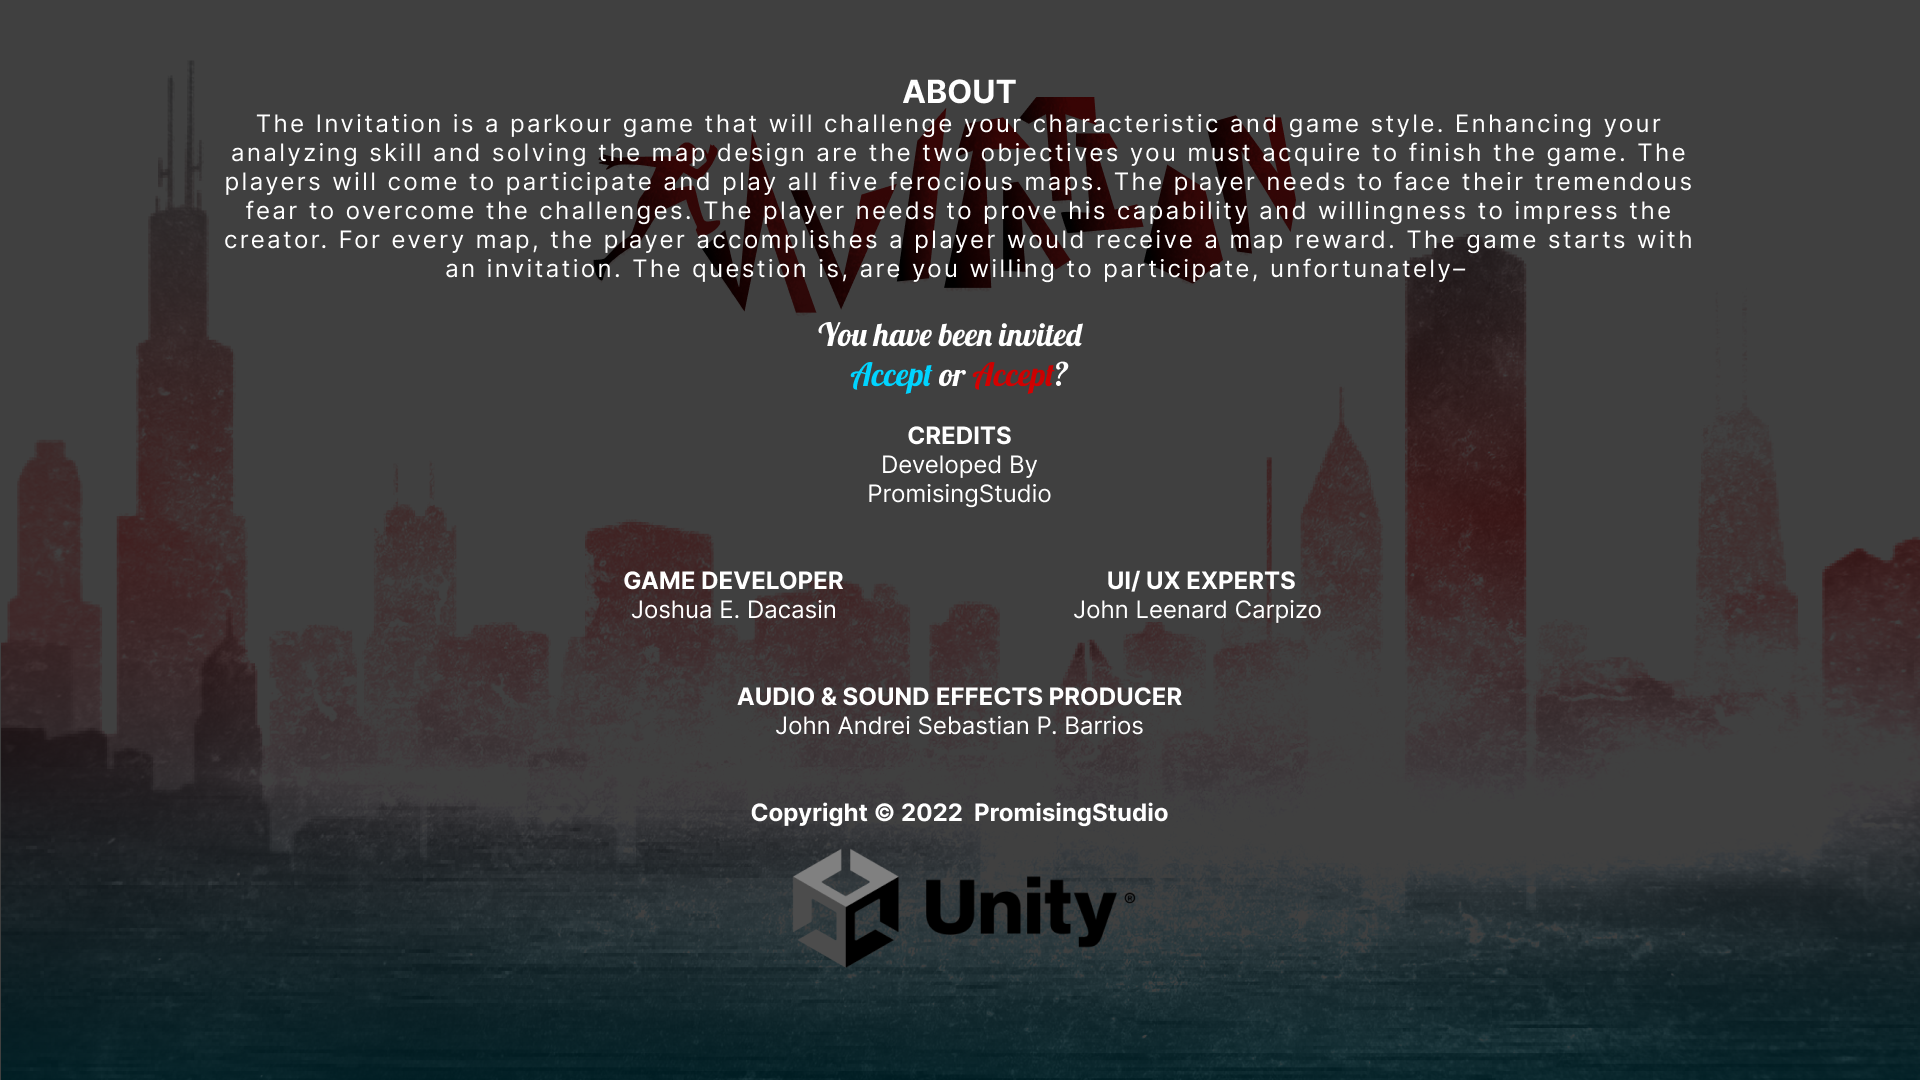 ABOUT
The Invitation is a parkour game that will challenge your characteristic and game style. Enhancing your
analyzing skill and solving the map design are the two objectives you must acquire to finish the game. The
players will come to participate and play all five ferocious maps. The player needs to face their tremendous
fear to overcome the challenges. The player needs to prove his capability and willingness to impress the
creator. For every map, the player accomplishes a player would receive a map reward. The game starts with
an invitation. The question is, are you willing to participate, unfortunately–
You have been invited
Accept or Accept?
CREDITS
Developed By
PromisingStudio
GAME DEVELOPER
Joshua E. Dacasin
UI/ UX EXPERTS
John Leenard Carpizo
AUDIO & SOUND EFFECTS PRODUCER
John Andrei Sebastian P. Barrios
Copyright © 2022 PromisingStudio
Unity®